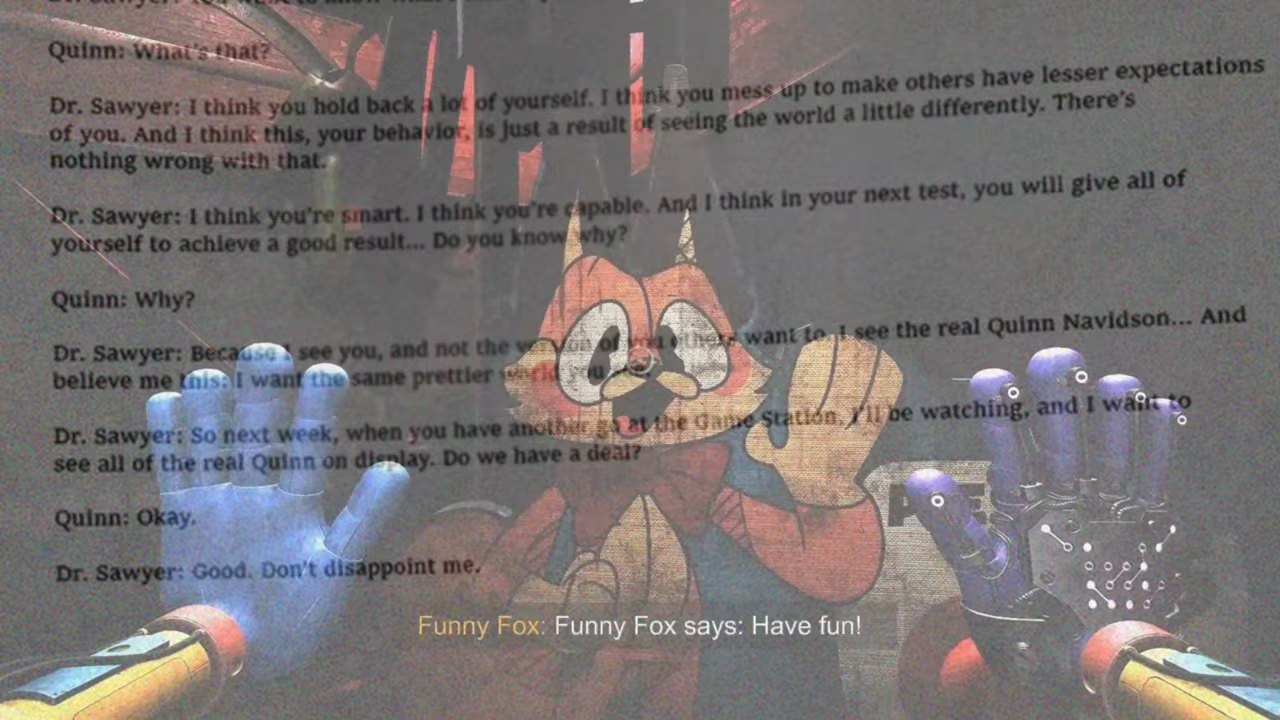 Quinn: What's that?
Dr. Sawyer: I think you hold back a lot of yourself. I think you mess up to make others have lesser expectations
of you. And I think this, your behavior, is just a result of seeing the world a little differently. There's
nothing wrong with that.
Dr. Sawyer: I think you're smart. I think you're capable. And I think in your next test, you will give all of
yourself to achieve a good result... Do you know why?
Quinn: Why?
Dr. Sawyer: Because I see you, and not the version of you others want to. I see the real Quinn Navidson... And
believe me this: I want the same prettier world you
Dr. Sawyer: So next week, when you have another go at the Game Station, I'll be watching, and I want to
see all of the real Quinn on display. Do we have a deal?
Quinn: Okay.
Dr. Sawyer: Good. Don't disappoint me.
Funny Fox: Funny Fox says: Have fun!